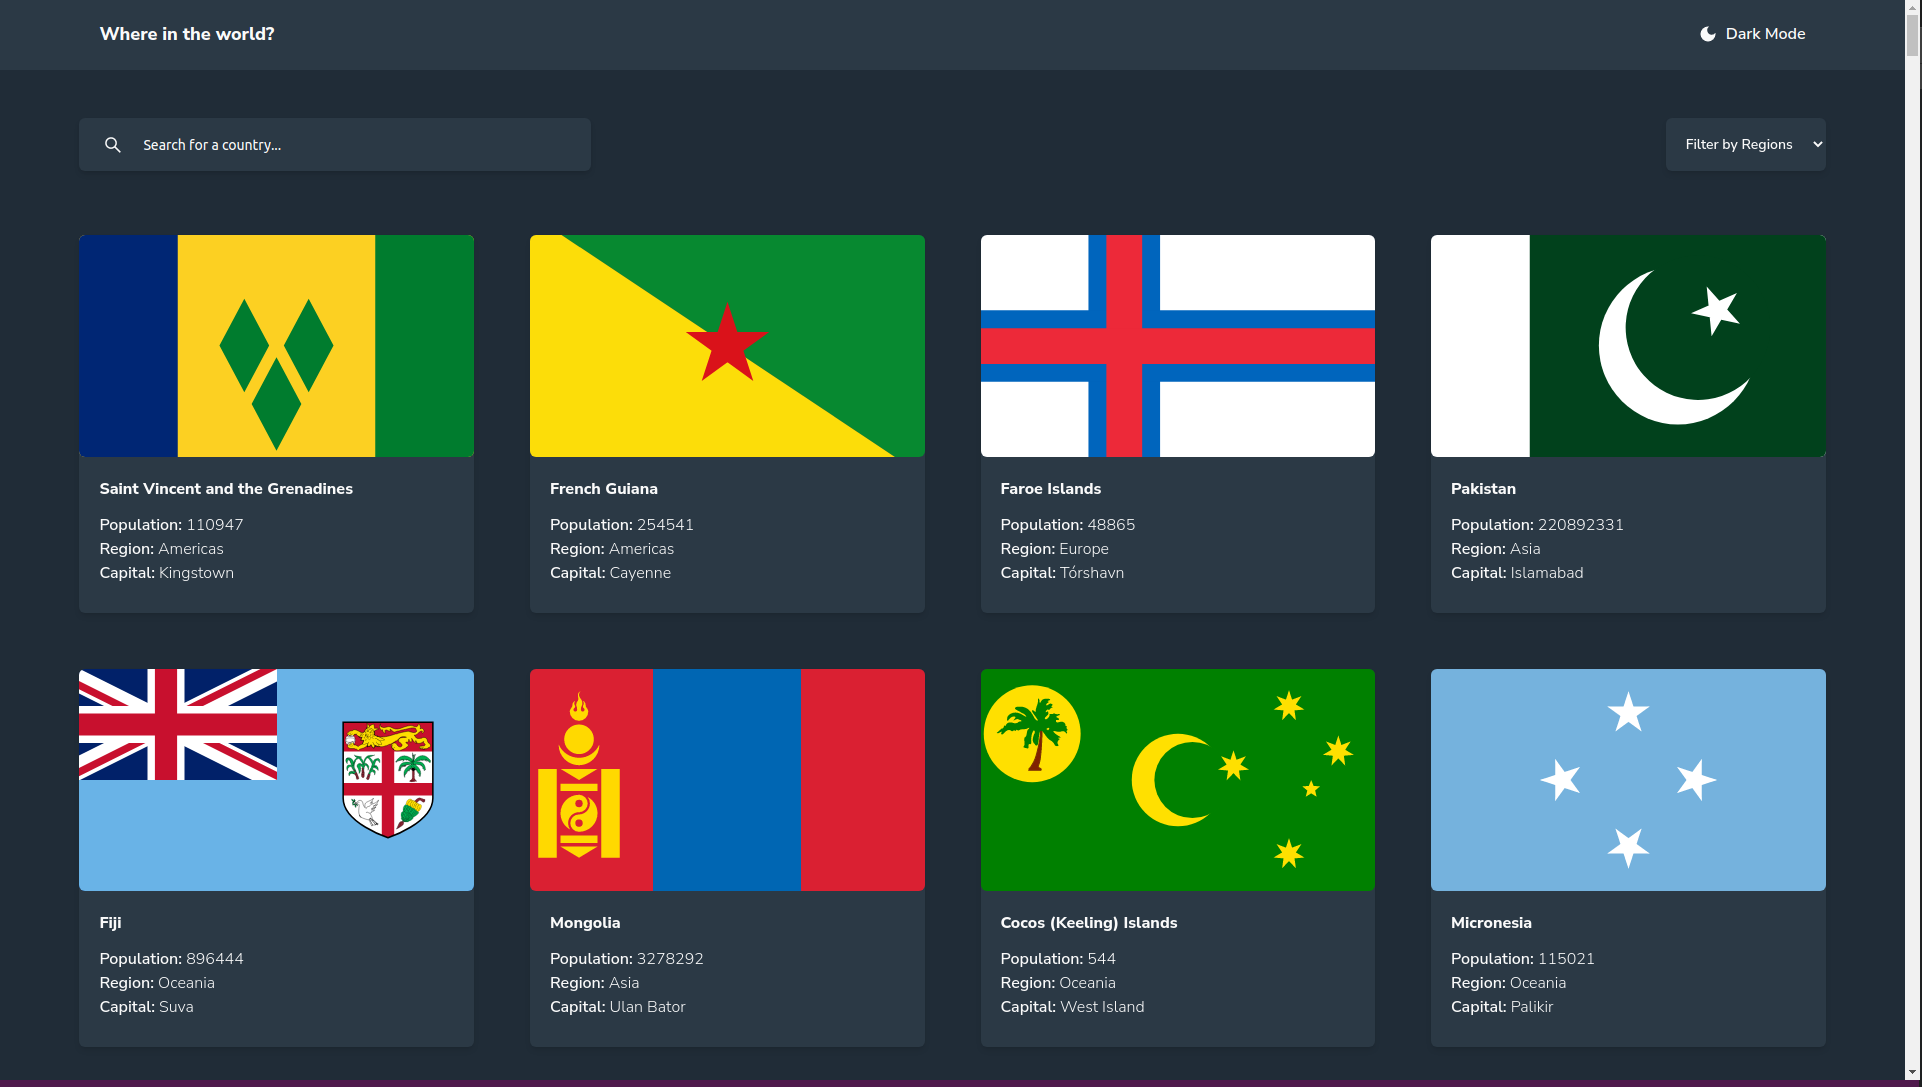 Where in the world?
Dark Mode
Search for a country...
Filter by Regions
Saint Vincent and the Grenadines
Population: 110947
Region: Americas
Capital: Kingstown
French Guiana
Population: 254541
Region: Americas
Capital: Cayenne
Faroe Islands
Population: 48865
Region: Europe
Capital: Tórshavn
Pakistan
Population: 220892331
Region: Asia
Capital: Islamabad
Fiji
Population: 896444
Region: Oceania
Capital: Suva
Mongolia
Population: 3278292
Region: Asia
Capital: Ulan Bator
Cocos (Keeling) Islands
Population: 544
Region: Oceania
Capital: West Island
Micronesia
Population: 115021
Region: Oceania
Capital: Palikir